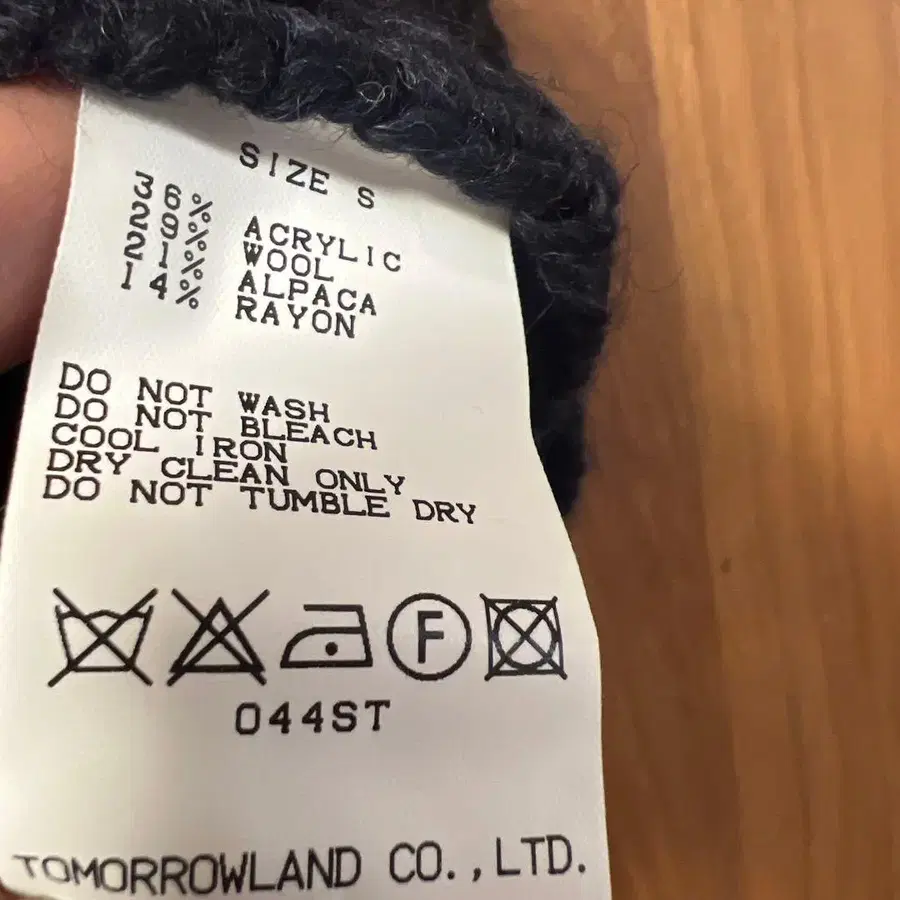 SIZE S
36% ACRYLIC
29% WOOL
21% ALPACA
14% RAYON
DO NOT WASH
DO NOT BLEACH
COOL IRON
DRY CLEAN ONLY
DO NOT TUMBLE DRY
F
044ST
TOMORROWLAND CO.,LTD.